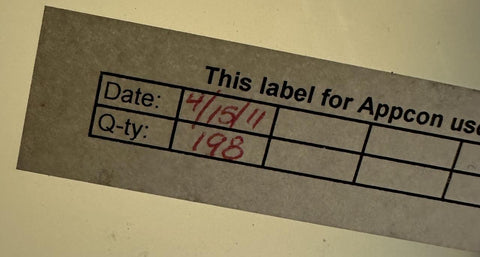 This label for Appcon
Date: 4/15/11
Q-ty: 198